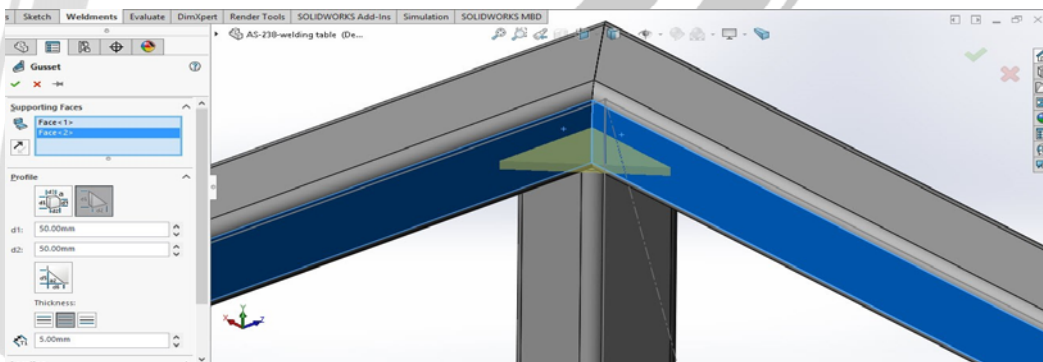 s Sketch Weldments Evaluate DimXpert Render Tools SOLIDWORKS Add-Ins Simulation SOLIDWORKS MBD
AS-238-welding table (De...
Gusset
Supporting Faces
Face<1>
Face<2>
Profile
d1: 50.00mm
d2: 50.00mm
Thickness:
5.00mm